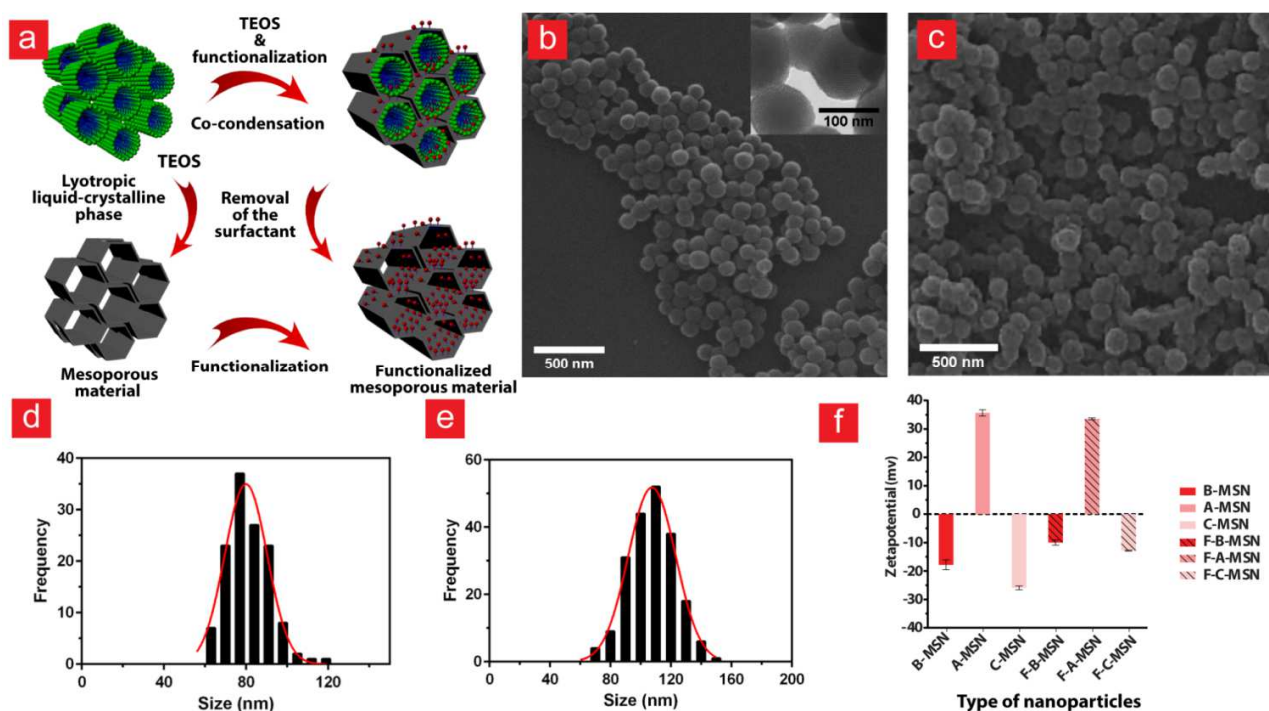 a
TEOS
&
functionalization
Co-condensation
TEOS
Lyotropic
liquid-crystalline
phase
Removal
of the
surfactant
Mesoporous
material
Functionalization
Functionalized
mesoporous material
b
100 nm
500 nm
c
500 nm
d
Frequency
40
30
20
10
0
0 40 80 120
Size (nm)
e
Frequency
60
40
20
0
0 40 80 120 160 200
Size (nm)
f
Zetapotential (mv)
40
30
20
10
0
-10
-20
-30
-40
B-MSN
A-MSN
C-MSN
F-B-MSN
F-A-MSN
F-C-MSN
Type of nanoparticles
B-MSN
A-MSN
C-MSN
F-B-MSN
F-A-MSN
F-C-MSN